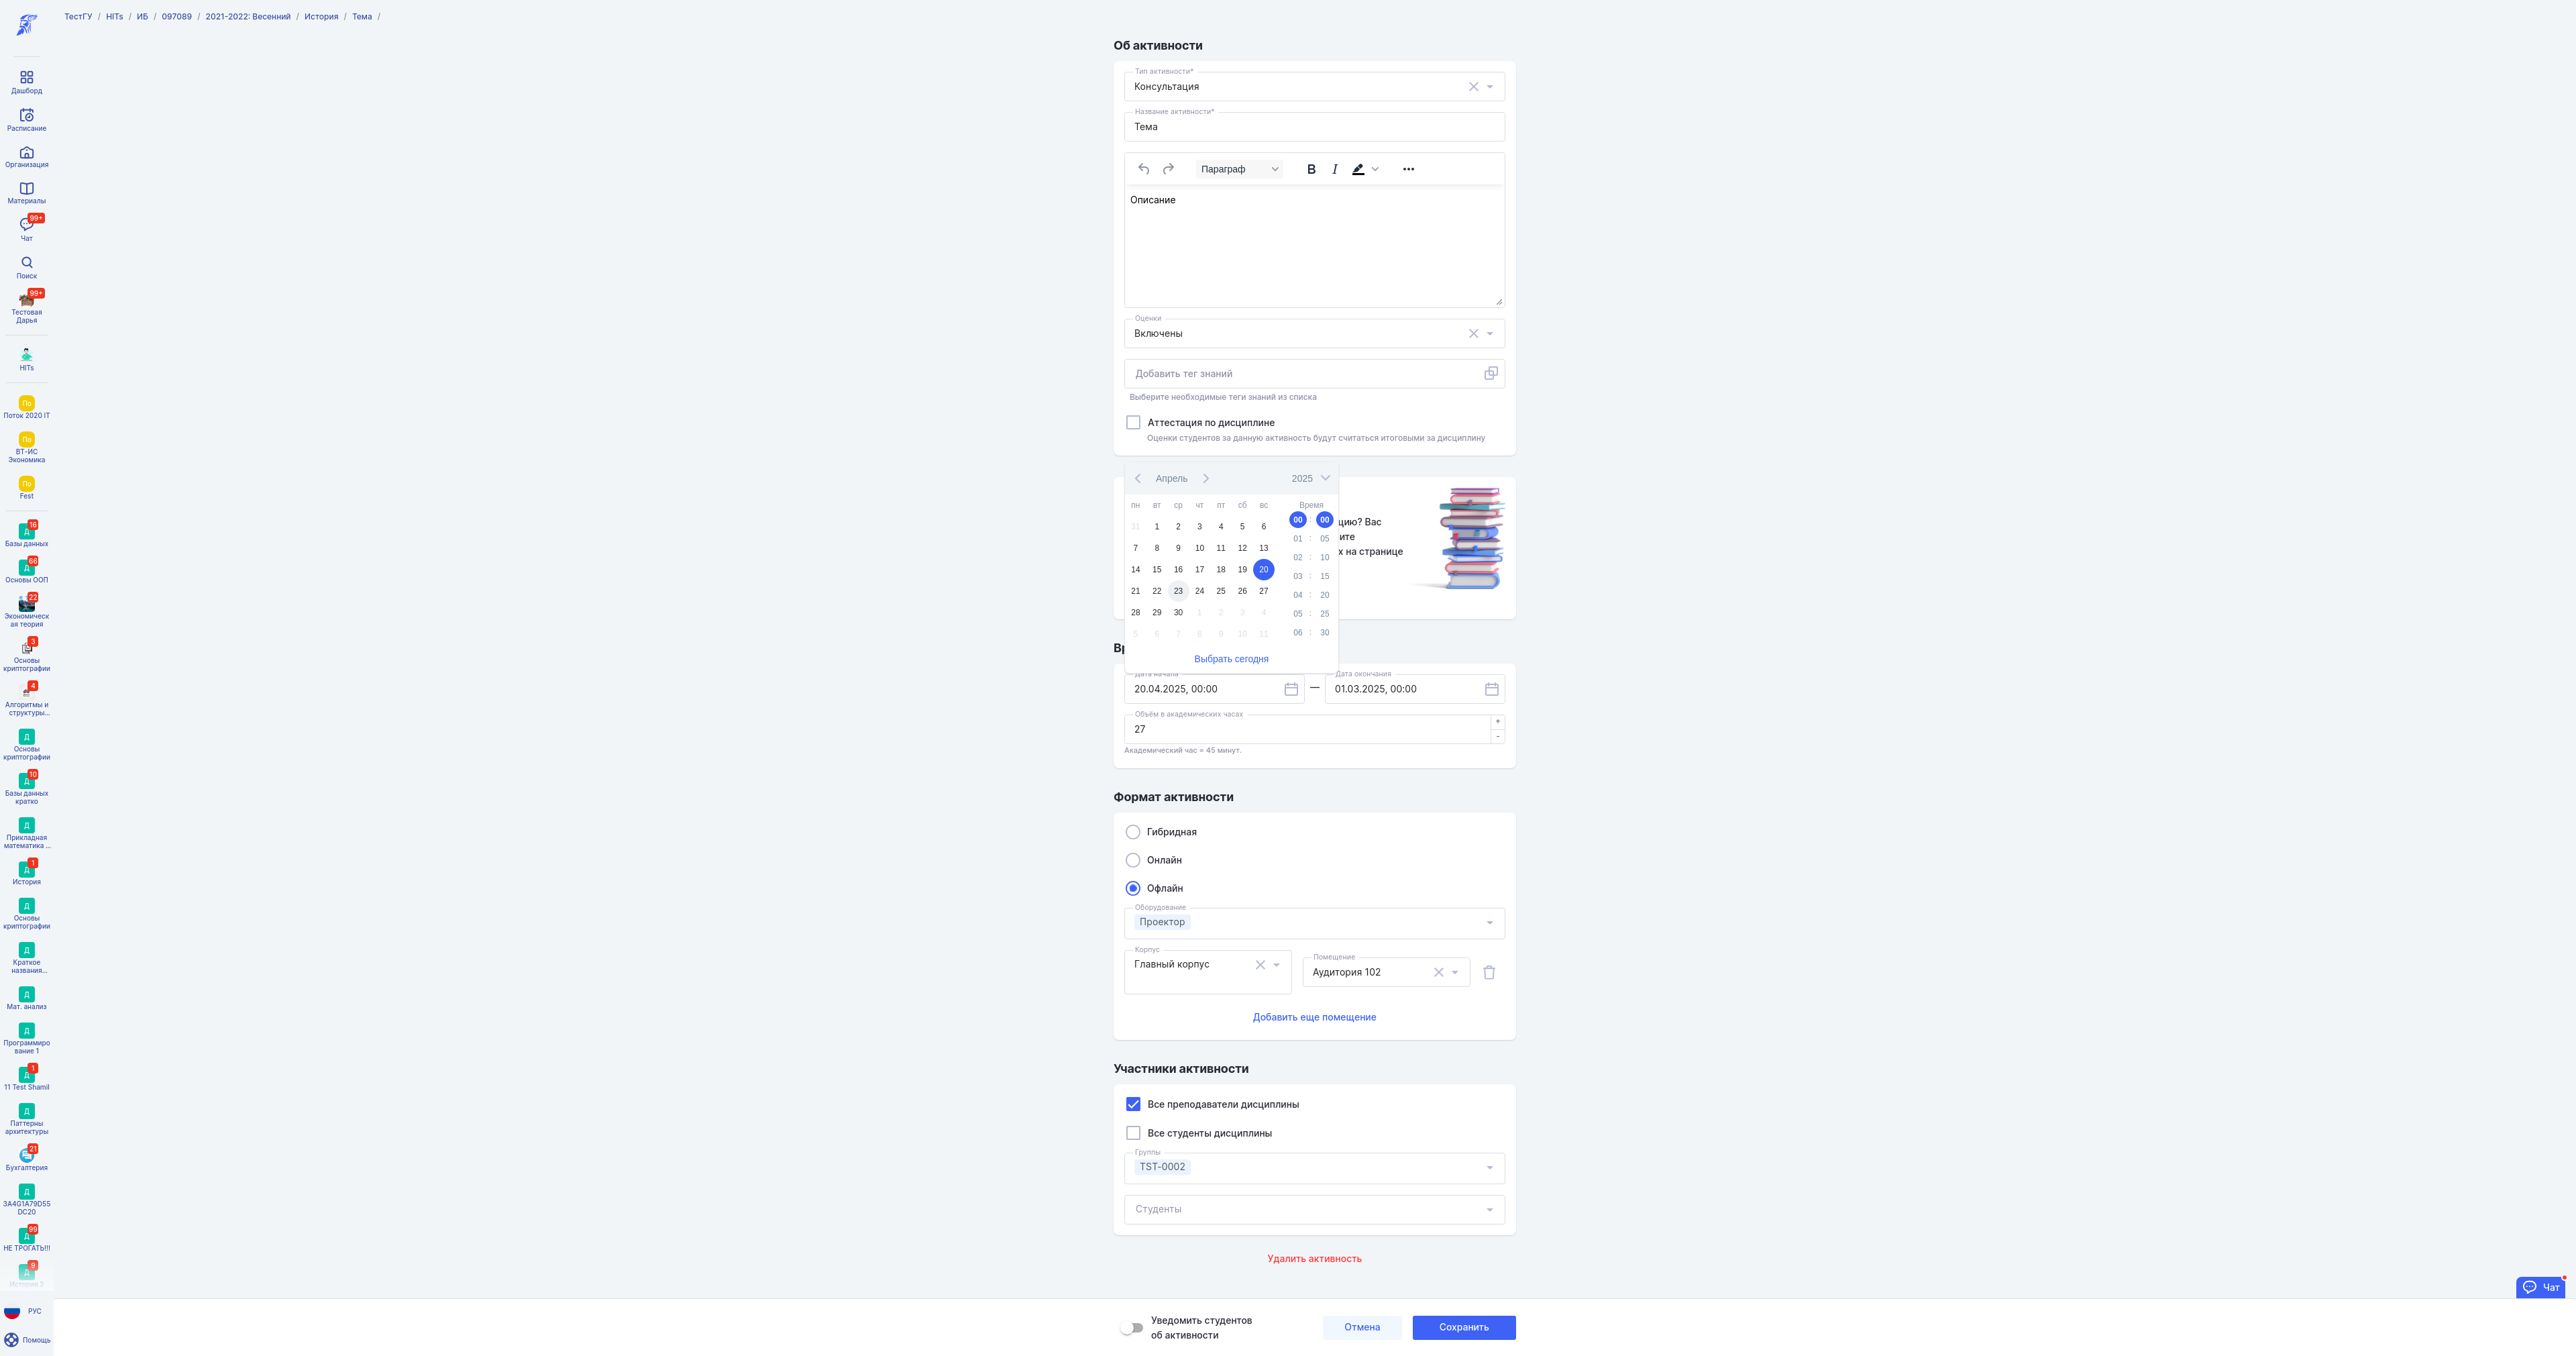 ТестГУ / HITs / ИБ / 097089 / 2021-2022: Весенний / История / Тема /
Дашборд
Расписание
Организация
Материалы
99+
Чат
Поиск
99+
Тестовая
Дарья
HITs
По
Поток 2020 IT
По
ВТ-ИС
Экономика
По
Fest
16
Д
Базы данных
66
Д
Основы ООП
22
Экономическ
ая теория
3
Основы
криптографии
4
Алгоритмы и
структуры...
Д
Основы
криптографии
10
Д
Базы данных
кратко
Д
Прикладная
математика ...
1
Д
История
Д
Основы
криптографии
Д
Краткое
названия...
Д
Мат. анализ
Д
Программиро
вание 1
1
Д
11 Test Shamil
Д
Паттерны
архитектуры
21
Бухгалтерия
Д
3A4G1A79D55
DC20
99
Д
НЕ ТРОГАТЬ!!!
9
Д
История 2
РУС
Помощь
Об активности
Тип активности*
Консультация
Название активности*
Тема
Параграф
B I
Описание
Оценки
Включены
Добавить тег знаний
Выберите необходимые теги знаний из списка
Аттестация по дисциплине
Оценки студентов за данную активность будут считаться итоговыми за дисциплину
Апрель 2025
пн вт ср чт пт сб вс Время
31 1 2 3 4 5 6
7 8 9 10 11 12 13
14 15 16 17 18 19 20
21 22 23 24 25 26 27
28 29 30 1 2 3 4
5 6 7 8 9 10 11
00 : 00
01 : 05
02 : 10
03 : 15
04 : 20
05 : 25
06 : 30
Выбрать сегодня
цию? Вас
ите
х на странице
Вр
Дата начала
20.04.2025, 00:00
—
Дата окончания
01.03.2025, 00:00
Объём в академических часах
27
+
-
Академический час = 45 минут.
Формат активности
Гибридная
Онлайн
Офлайн
Оборудование
Проектор
Корпус
Главный корпус
Помещение
Аудитория 102
Добавить еще помещение
Участники активности
Все преподаватели дисциплины
Все студенты дисциплины
Группы
TST-0002
Студенты
Удалить активность
Уведомить студентов
об активности
Отмена
Сохранить
Чат